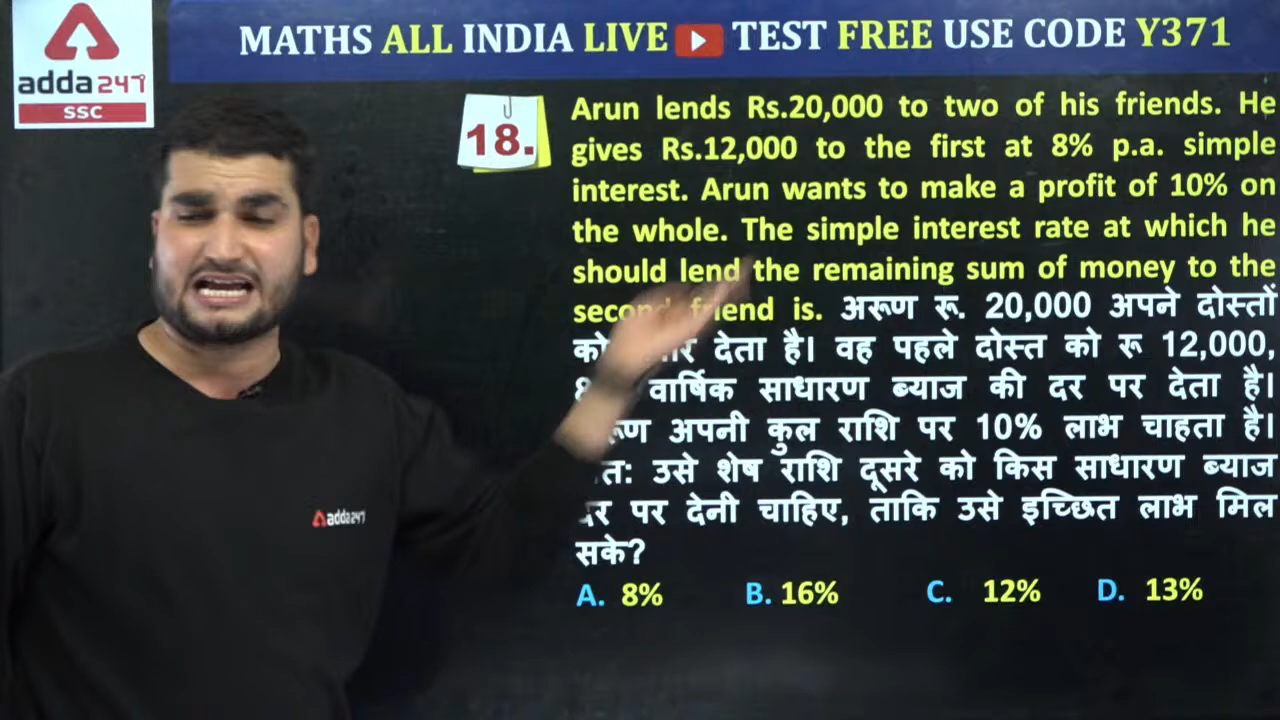 adda247
SSC
MATHS ALL INDIA LIVE TEST FREE USE CODE Y371
18.
Arun lends Rs.20,000 to two of his friends. He
gives Rs.12,000 to the first at 8% p.a. simple
interest. Arun wants to make a profit of 10% on
the whole. The simple interest rate at which he
should lend the remaining sum of money to the
second friend is. अरूण रू. 20,000 अपने दोस्तों
को देता है। वह पहले दोस्त को रू 12,000,
वार्षिक साधारण ब्याज की दर पर देता है।
अपनी कुल राशि पर 10% लाभ चाहता है।
उसे शेष राशि दूसरे को किस साधारण ब्याज
पर देनी चाहिए, ताकि उसे इच्छित लाभ मिल
सके?
A. 8% B. 16% C. 12% D. 13%
adda247